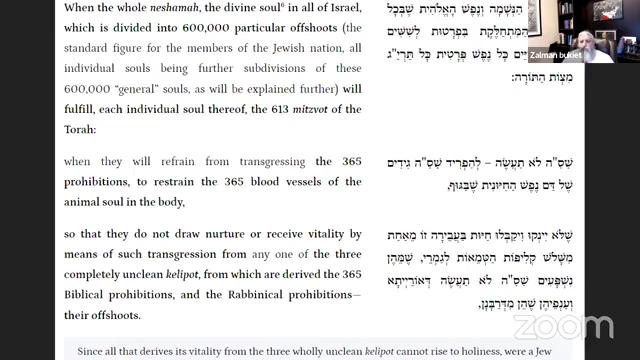 When the whole neshamah, the divine soul⁶ in all of Israel,
which is divided into 600,000 particular offshoots (the
standard figure for the members of the Jewish nation, all
individual souls being further subdivisions of these
600,000 “general” souls, as will be explained further) will
fulfill, each individual soul thereof, the 613 mitzvot of the
Torah:
when they will refrain from transgressing the 365
prohibitions, to restrain the 365 blood vessels of the
animal soul in the body,
so that they do not draw nurture or receive vitality by
means of such transgression from any one of the three
completely unclean kelipot, from which are derived the 365
Biblical prohibitions, and the Rabbinical prohibitions—
their offshoots.
Since all that derives its vitality from the three wholly unclean kelipot cannot rise to holiness, were a Jew
הַנְּשָׁמָה וְנֶפֶשׁ הָאֱלֹהִית שֶׁבְּכָל
הַמִּתְחַלֶּקֶת בִּפְרָטוּת לְשִׁשִּׁים
כָּל נֶפֶשׁ פְּרָטִית כָּל תַּרְיַ"ג
מִצְוֹת הַתּוֹרָה:
שַׁסַ"ה לֹא תַעֲשֶׂה – לְהַפְרִיד שַׁסַ"ה גִידִים
שֶׁל דַּם נֶפֶשׁ הַחִיּוּנִית שֶׁבַּגּוּף,
שֶׁלֹּא יִינְקוּ וִיקַבְּלוּ חַיּוּת בַּעֲבֵירָה זוֹ מֵאַחַת
מִשָּׁלֹשׁ קְלִיפּוֹת הַטְּמֵאוֹת לְגַמְרֵי, שֶׁמֵּהֶן
נִשְׁפָּעִים שַׁסַ"ה לֹא תַעֲשֶׂה דְּאוֹרַיְיתָא
וְעַנְפֵיהֶן שֶׁהֵן מִדְּרַבָּנָן,
Zalman bukiet
zoom